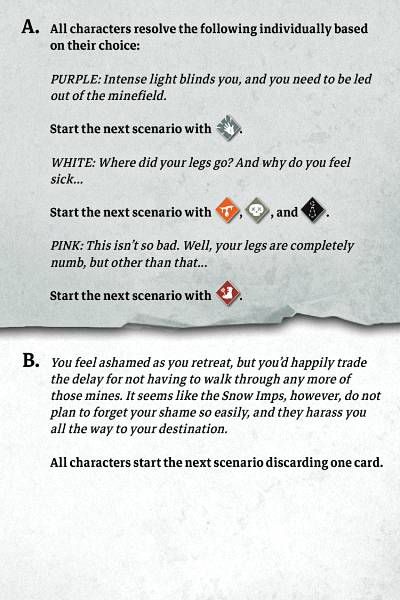 A. All characters resolve the following individually based
on their choice:
PURPLE: Intense light blinds you, and you need to be led
out of the minefield.
Start the next scenario with .
WHITE: Where did your legs go? And why do you feel
sick...
Start the next scenario with , , and .
PINK: This isn't so bad. Well, your legs are completely
numb, but other than that...
Start the next scenario with .
B. You feel ashamed as you retreat, but you'd happily trade
the delay for not having to walk through any more of
those mines. It seems like the Snow Imps, however, do not
plan to forget your shame so easily, and they harass you
all the way to your destination.
All characters start the next scenario discarding one card.